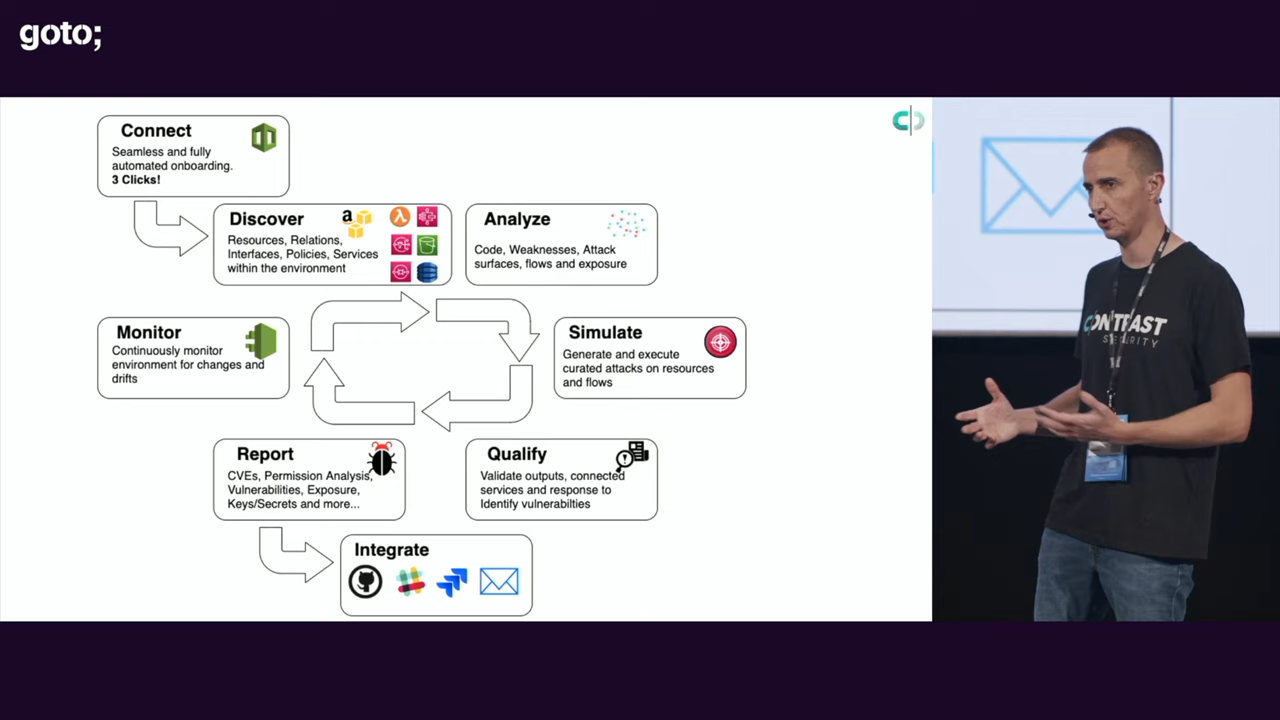 goto;
Connect
Seamless and fully
automated onboarding.
3 Clicks!
Discover
a
Resources, Relations,
Interfaces, Policies, Services
within the environment
Analyze
Code, Weaknesses, Attack
surfaces, flows and exposure
Monitor
Continuously monitor
environment for changes and
drifts
Simulate
Generate and execute
curated attacks on resources
and flows
Report
CVEs, Permission Analysis,
Vulnerabilities, Exposure,
Keys/Secrets and more...
Qualify
Validate outputs, connected
services and response to
Identify vulnerabilties
Integrate
CONTRAST
SECURITY